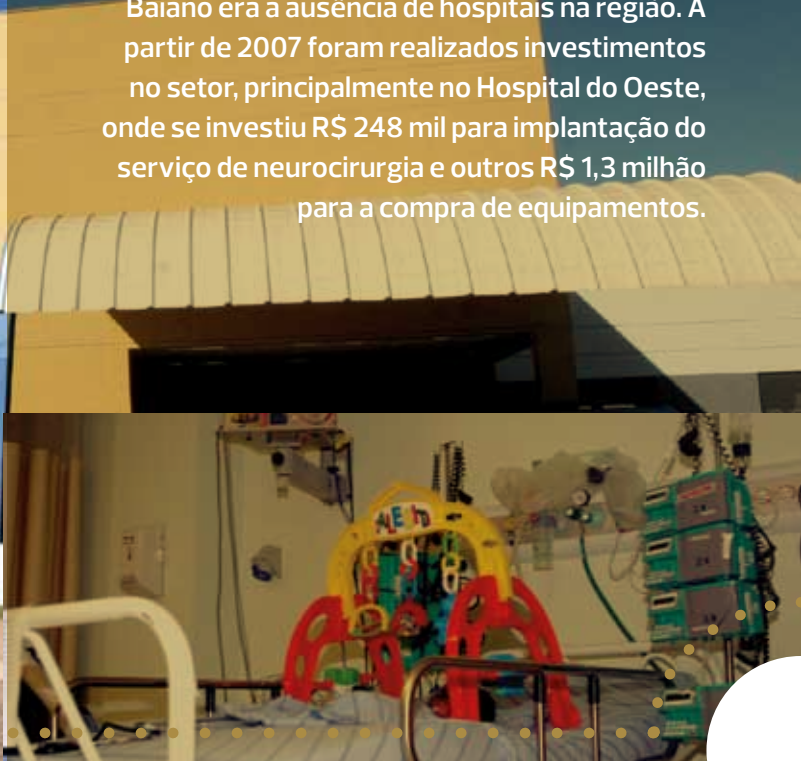 Baiano era a ausência de hospitais na região. A
partir de 2007 foram realizados investimentos
no setor, principalmente no Hospital do Oeste,
onde se investiu R$ 248 mil para implantação do
serviço de neurocirurgia e outros R$ 1,3 milhão
para a compra de equipamentos.